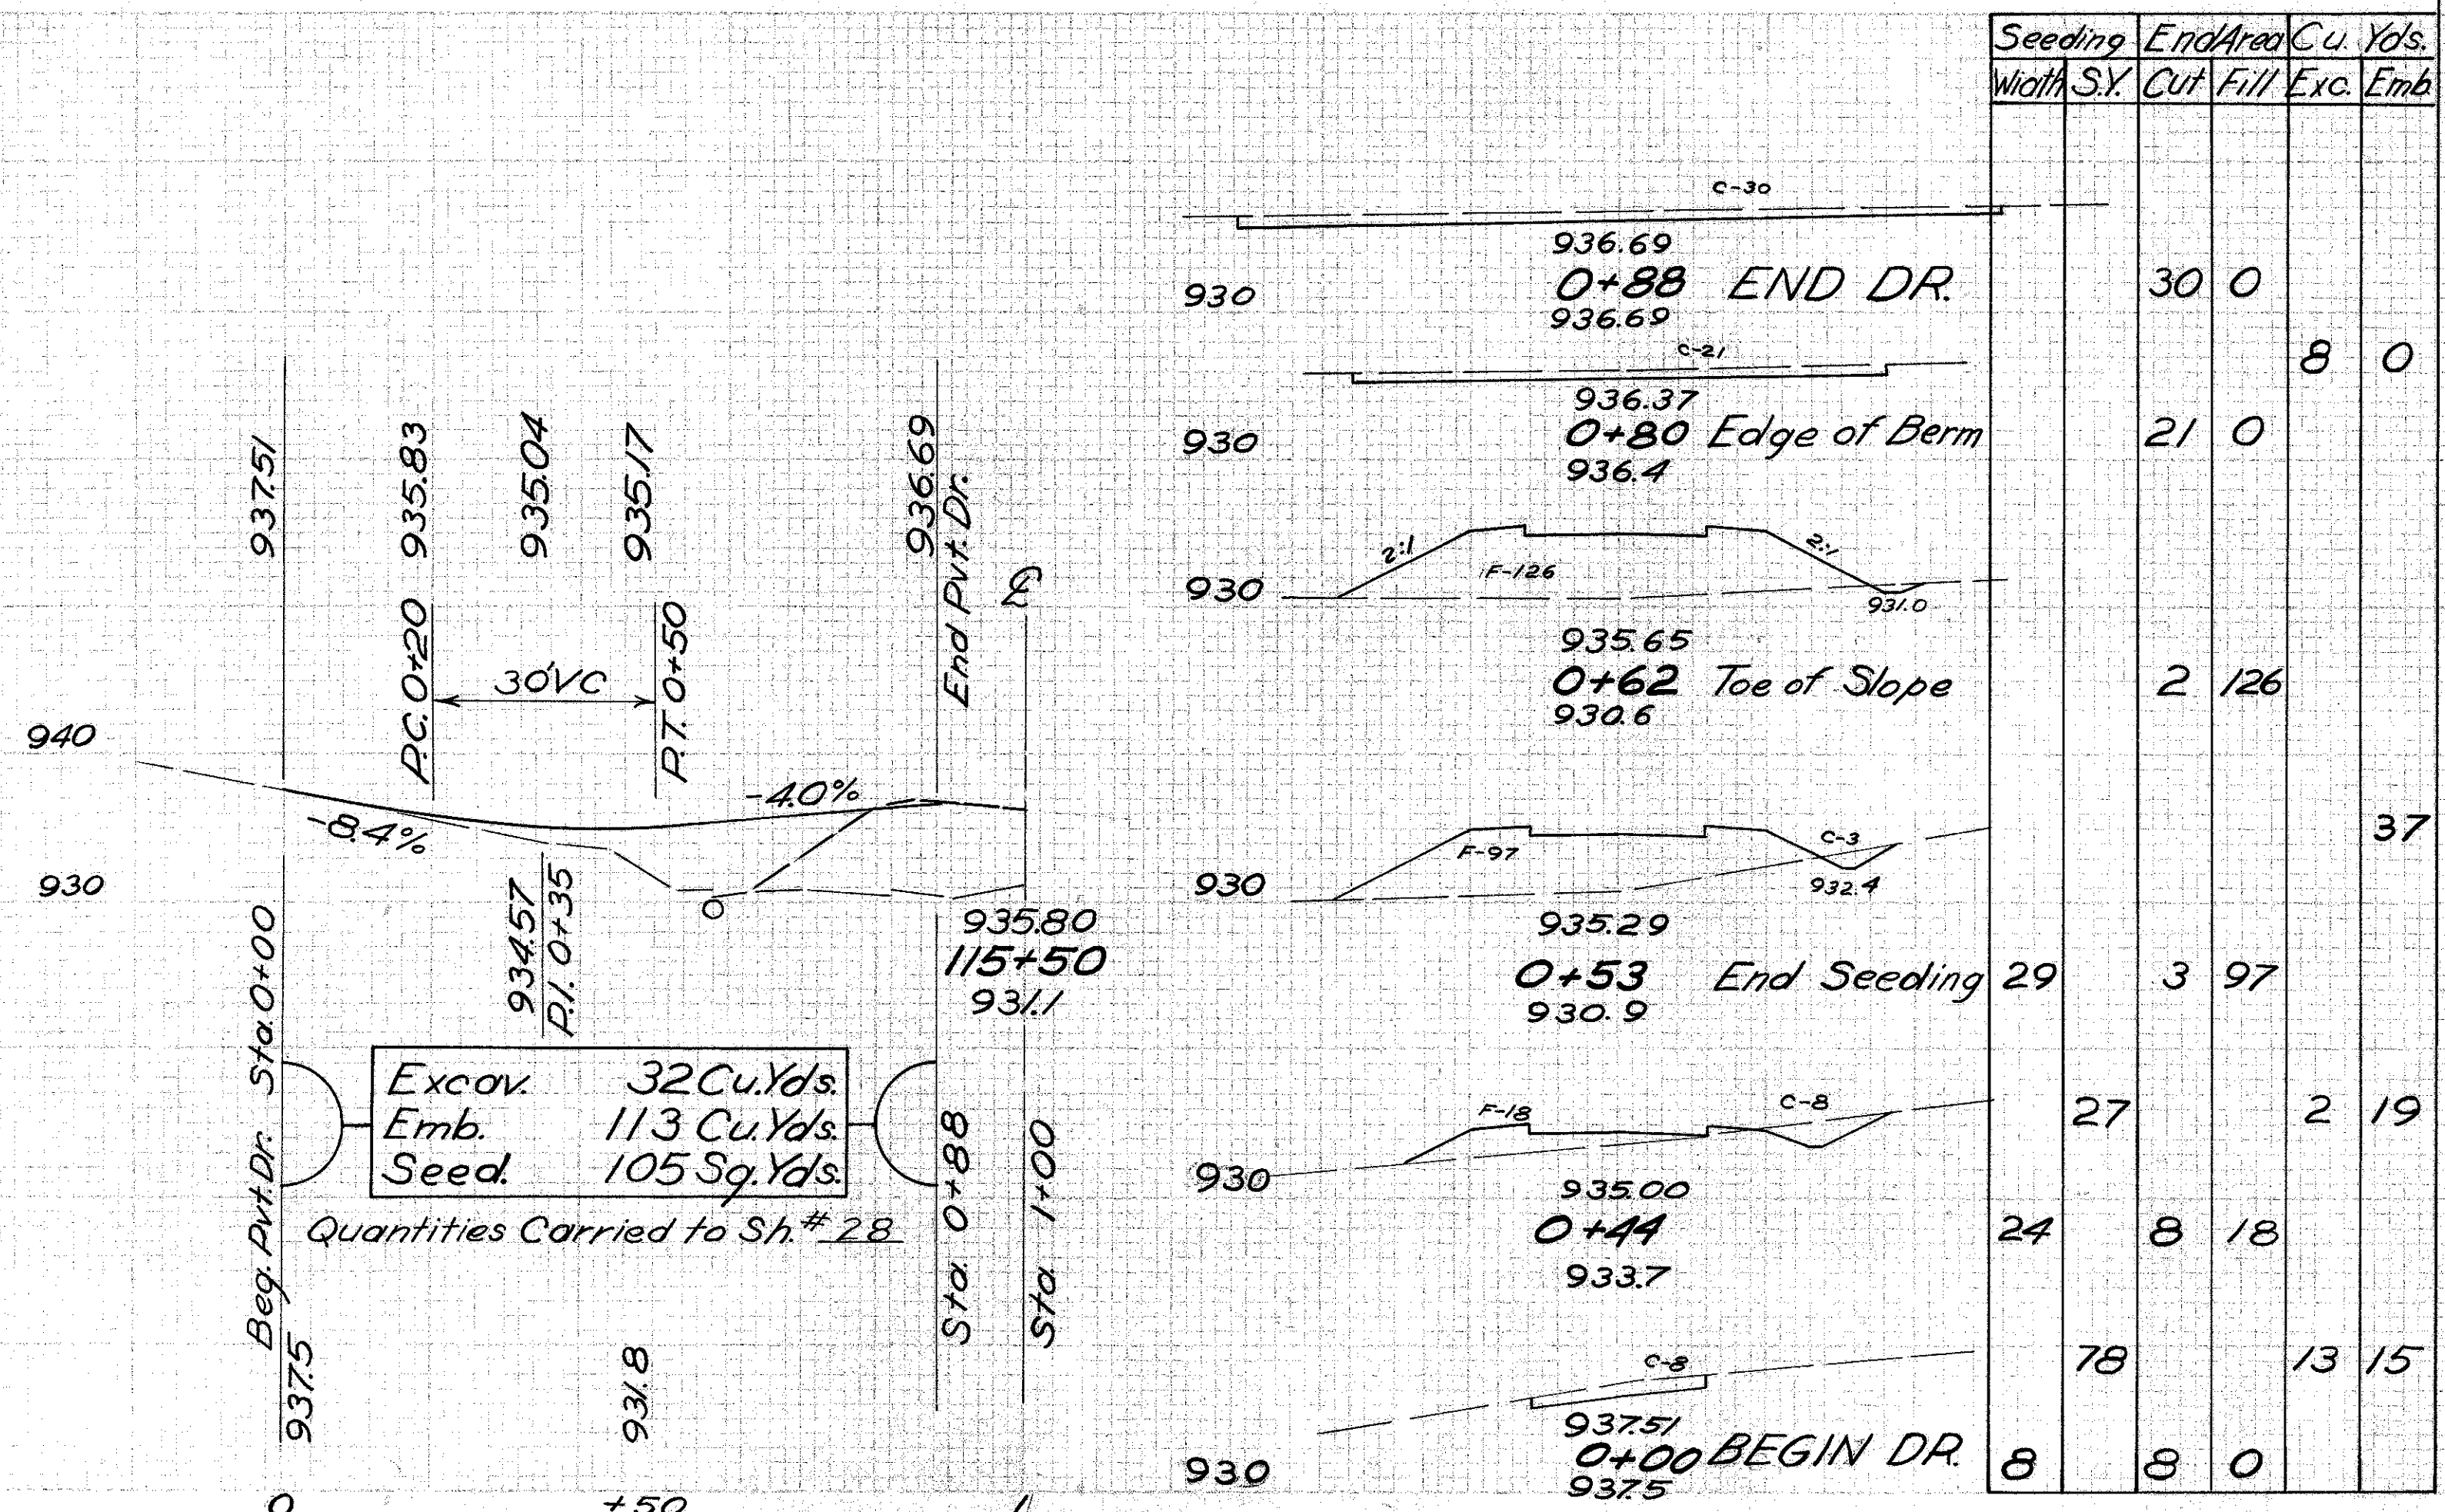 937.51
P.C. 0+20 935.83
935.04
935.17
P.T. 0+50
936.69
End Pvt. Dr.
℄
30' VC
940
-8.4%
-4.0%
930
934.57
P.I. 0+35
935.80
115+50
931.1
Beg. Pvt. Dr. Sta. 0+00
937.5
931.8
Sta. 0+88
Sta. 1+00
Excav. 32 Cu. Yds.
Emb. 113 Cu. Yds.
Seed. 105 Sq. Yds.
Quantities Carried to Sh. # 28
0 +50 1
C-30
936.69
930 0+88 END DR.
936.69
C-21
936.37
930 0+80 Edge of Berm
936.4
2:1 2:1
930 F-126
931.0
935.65
0+62 Toe of Slope
930.6
F-97 C-3
930 932.4
935.29
0+53 End Seeding
930.9
F-18 C-8
930
935.00
0+44
933.7
C-8
937.51
930 0+00 BEGIN DR.
937.5
Seeding End Area Cu. Yds.
Width S.Y. Cut Fill Exc. Emb
30 0
8 0
21 0
2 126
37
29 3 97
27 2 19
24 8 18
78 13 15
8 8 0